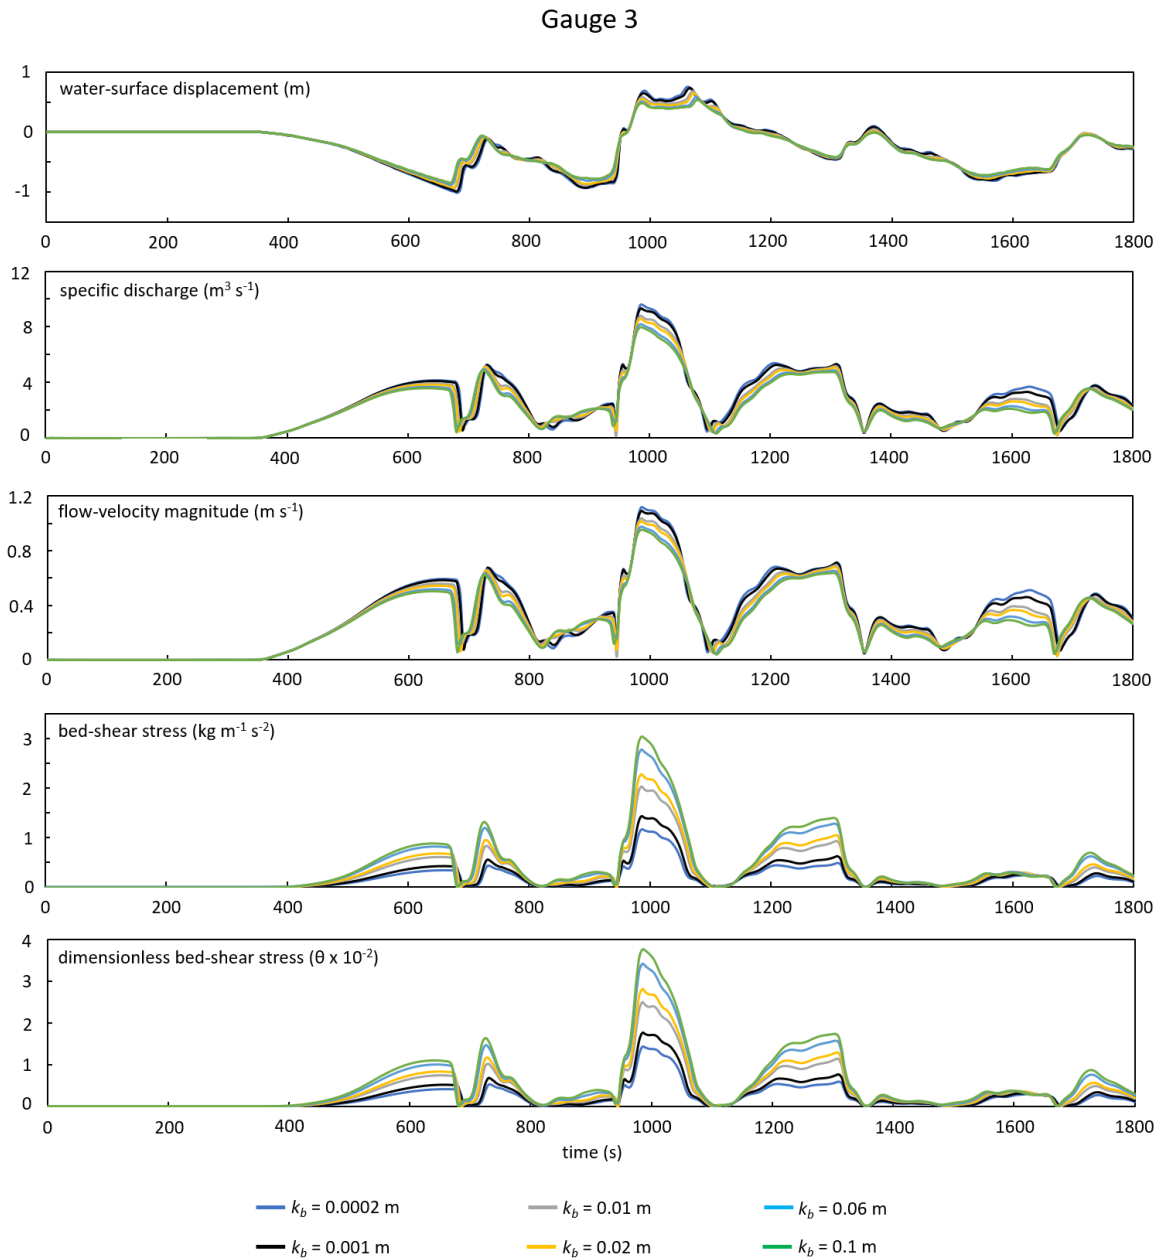 Gauge 3
water-surface displacement (m)
1
0
-1
0 200 400 600 800 1000 1200 1400 1600 1800
specific discharge (m³ s⁻¹)
12
8
4
0
0 200 400 600 800 1000 1200 1400 1600 1800
flow-velocity magnitude (m s⁻¹)
1.2
0.8
0.4
0
0 200 400 600 800 1000 1200 1400 1600 1800
bed-shear stress (kg m⁻¹ s⁻²)
3
2
1
0
0 200 400 600 800 1000 1200 1400 1600 1800
dimensionless bed-shear stress (θ x 10⁻²)
4
3
2
1
0
0 200 400 600 800 1000 1200 1400 1600 1800
time (s)
k_b = 0.0002 m k_b = 0.01 m k_b = 0.06 m
k_b = 0.001 m k_b = 0.02 m k_b = 0.1 m